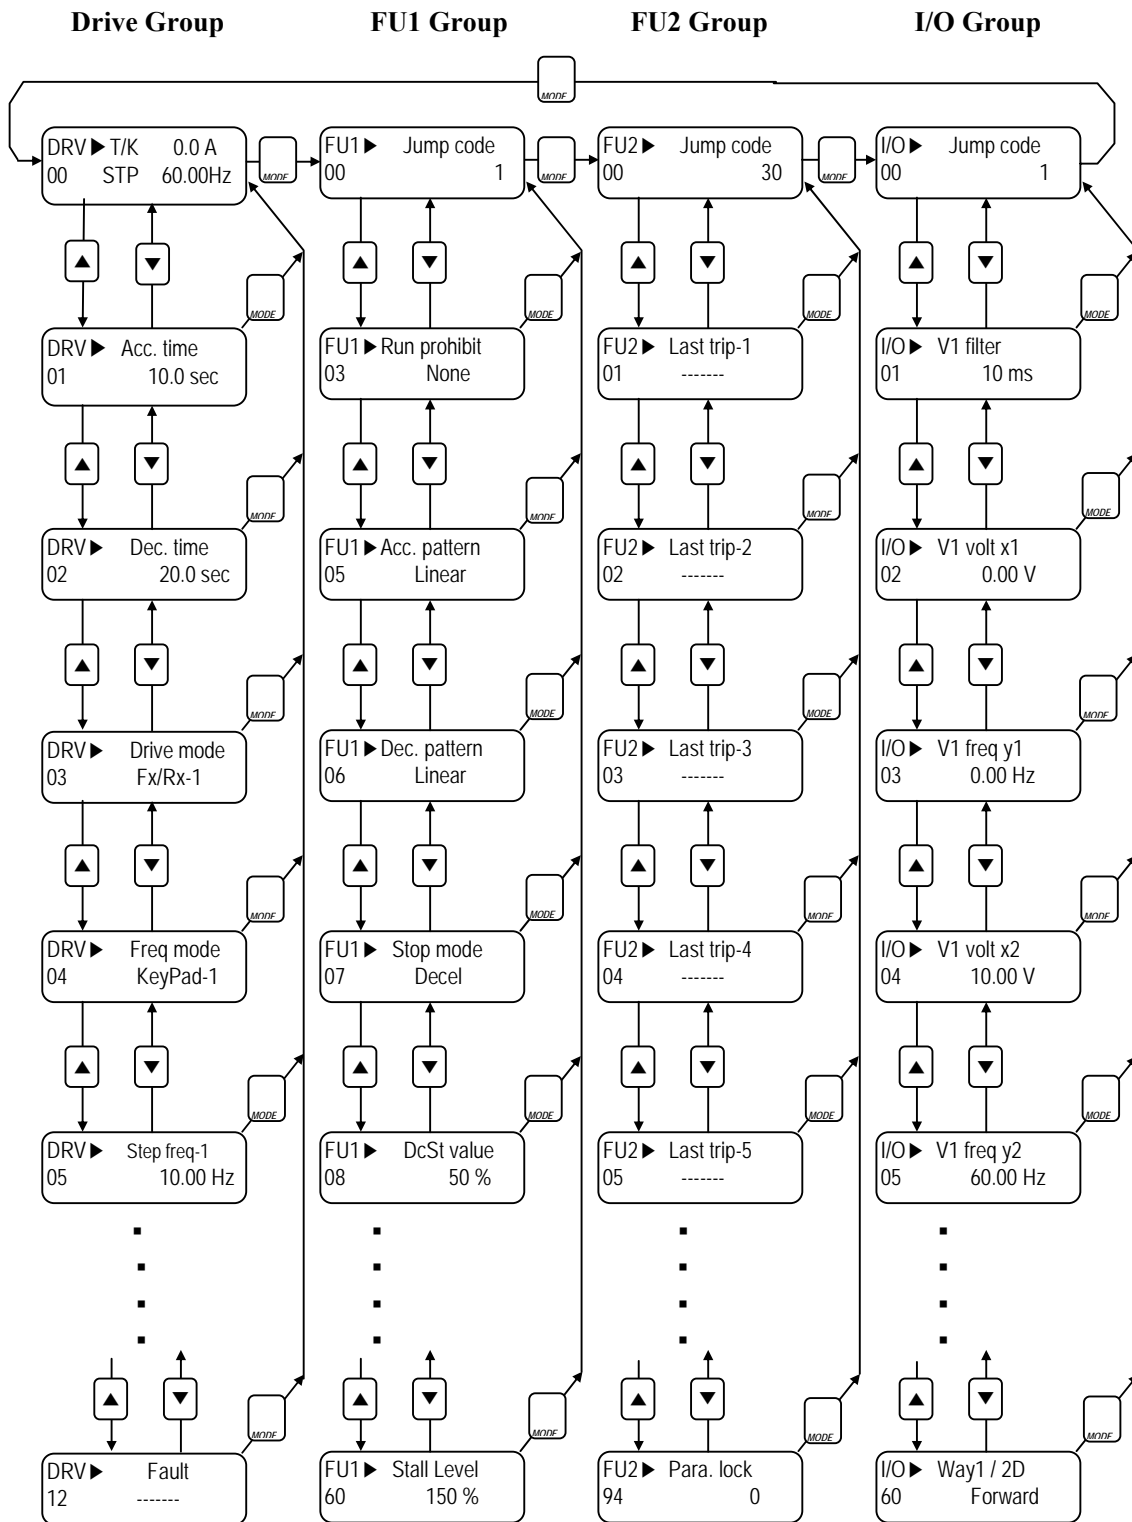 Drive Group FU1 Group FU2 Group I/O Group
MODE
DRV▶ T/K 0.0 A
00 STP 60.00Hz
MODE
FU1▶ Jump code
00 1
MODE
FU2▶ Jump code
00 30
MODE
I/O▶ Jump code
00 1
▲ ▼ ▲ ▼ ▲ ▼ ▲ ▼
MODE MODE MODE MODE
DRV▶ Acc. time
01 10.0 sec
FU1▶ Run prohibit
03 None
FU2▶ Last trip-1
01 -------
I/O▶ V1 filter
01 10 ms
▲ ▼ ▲ ▼ ▲ ▼ ▲ ▼
MODE MODE MODE MODE
DRV▶ Dec. time
02 20.0 sec
FU1▶ Acc. pattern
05 Linear
FU2▶ Last trip-2
02 -------
I/O▶ V1 volt x1
02 0.00 V
▲ ▼ ▲ ▼ ▲ ▼ ▲ ▼
MODE MODE MODE MODE
DRV▶ Drive mode
03 Fx/Rx-1
FU1▶ Dec. pattern
06 Linear
FU2▶ Last trip-3
03 -------
I/O▶ V1 freq y1
03 0.00 Hz
▲ ▼ ▲ ▼ ▲ ▼ ▲ ▼
MODE MODE MODE MODE
DRV▶ Freq mode
04 KeyPad-1
FU1▶ Stop mode
07 Decel
FU2▶ Last trip-4
04 -------
I/O▶ V1 volt x2
04 10.00 V
▲ ▼ ▲ ▼ ▲ ▼ ▲ ▼
MODE MODE MODE MODE
DRV▶ Step freq-1
05 10.00 Hz
FU1▶ DcSt value
08 50 %
FU2▶ Last trip-5
05 -------
I/O▶ V1 freq y2
05 60.00 Hz
▲ ▼ ▲ ▼ ▲ ▼ ▲ ▼
MODE MODE MODE MODE
DRV▶ Fault
12 -------
FU1▶ Stall Level
60 150 %
FU2▶ Para. lock
94 0
I/O▶ Way1 / 2D
60 Forward